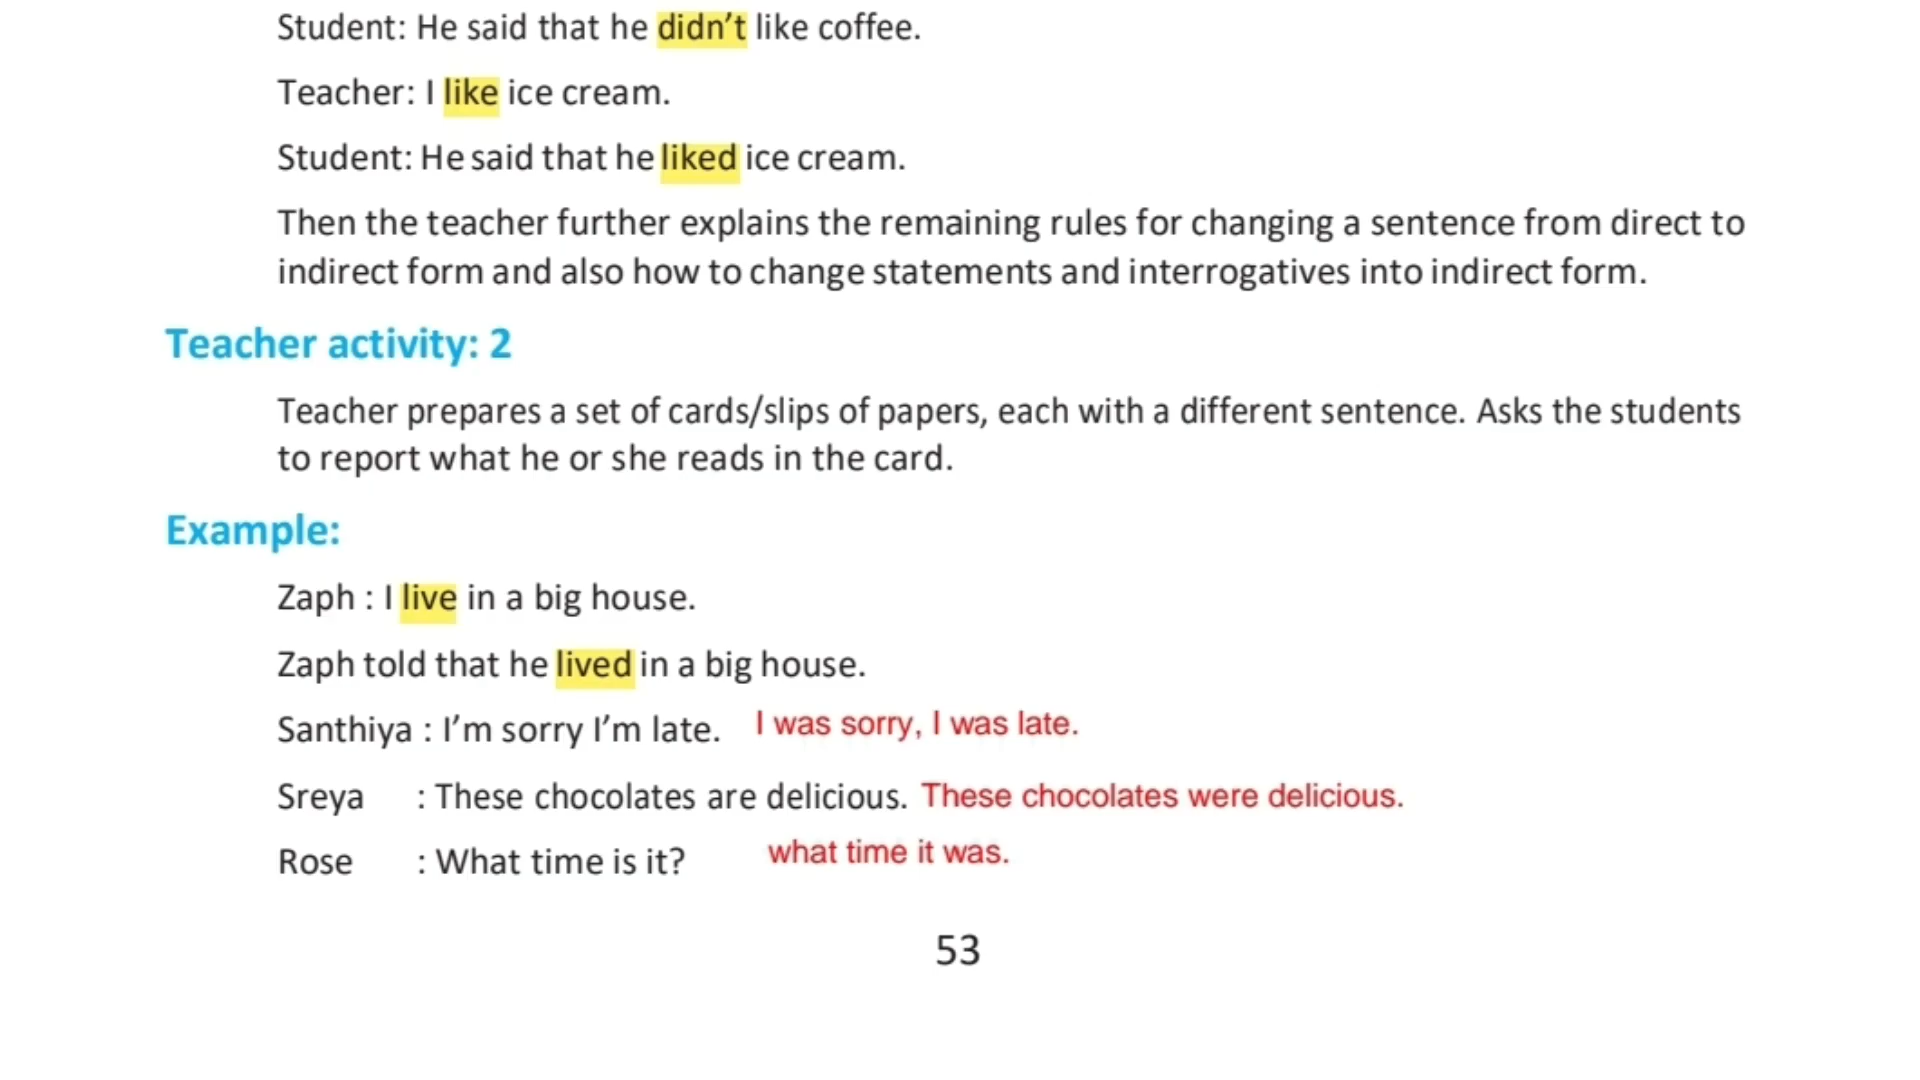 Student: He said that he didn’t like coffee.
Teacher: I like ice cream.
Student: He said that he liked ice cream.
Then the teacher further explains the remaining rules for changing a sentence from direct to
indirect form and also how to change statements and interrogatives into indirect form.
Teacher activity: 2
Teacher prepares a set of cards/slips of papers, each with a different sentence. Asks the students
to report what he or she reads in the card.
Example:
Zaph : I live in a big house.
Zaph told that he lived in a big house.
Santhiya : I’m sorry I’m late. I was sorry, I was late.
Sreya : These chocolates are delicious. These chocolates were delicious.
Rose : What time is it? what time it was.
53